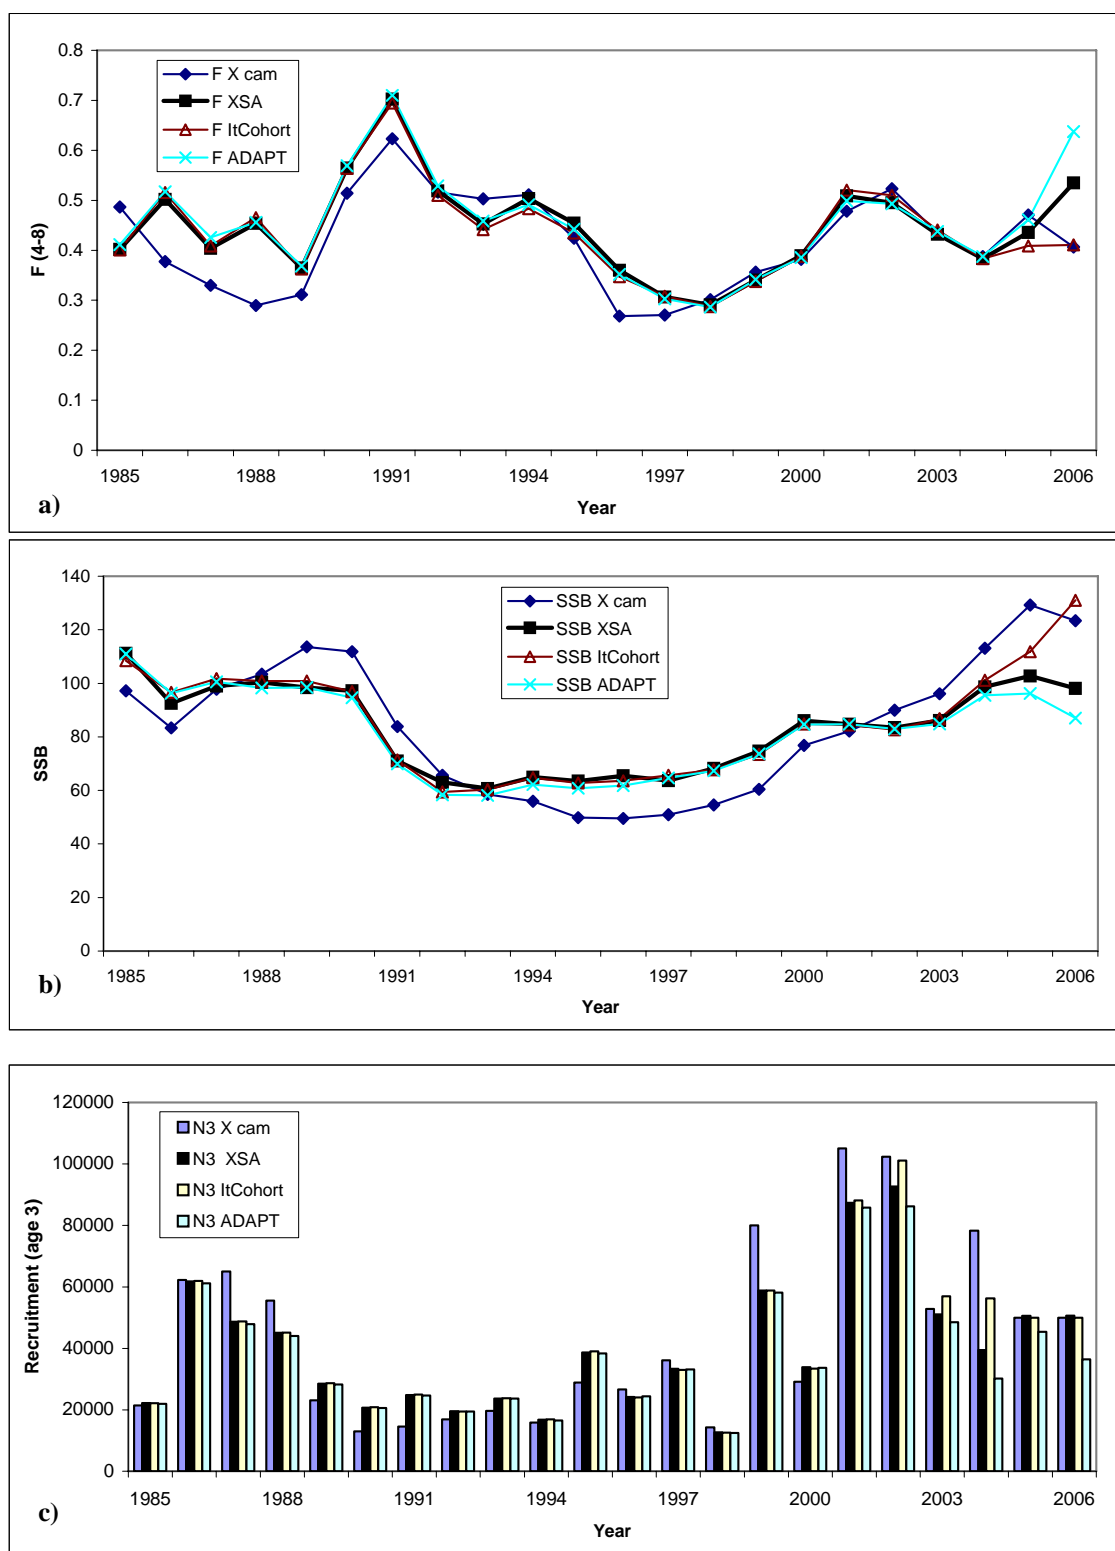 0.8
0.7
0.6
0.5
0.4
0.3
0.2
0.1
0
F (4-8)
F X cam
F XSA
F ItCohort
F ADAPT
1985 1988 1991 1994 1997 2000 2003 2006
Year
a)
140
120
100
80
60
40
20
0
SSB
SSB X cam
SSB XSA
SSB ItCohort
SSB ADAPT
1985 1988 1991 1994 1997 2000 2003 2006
Year
b)
120000
100000
80000
60000
40000
20000
0
Recruitment (age 3)
N3 X cam
N3 XSA
N3 ItCohort
N3 ADAPT
1985 1988 1991 1994 1997 2000 2003 2006
Year
c)